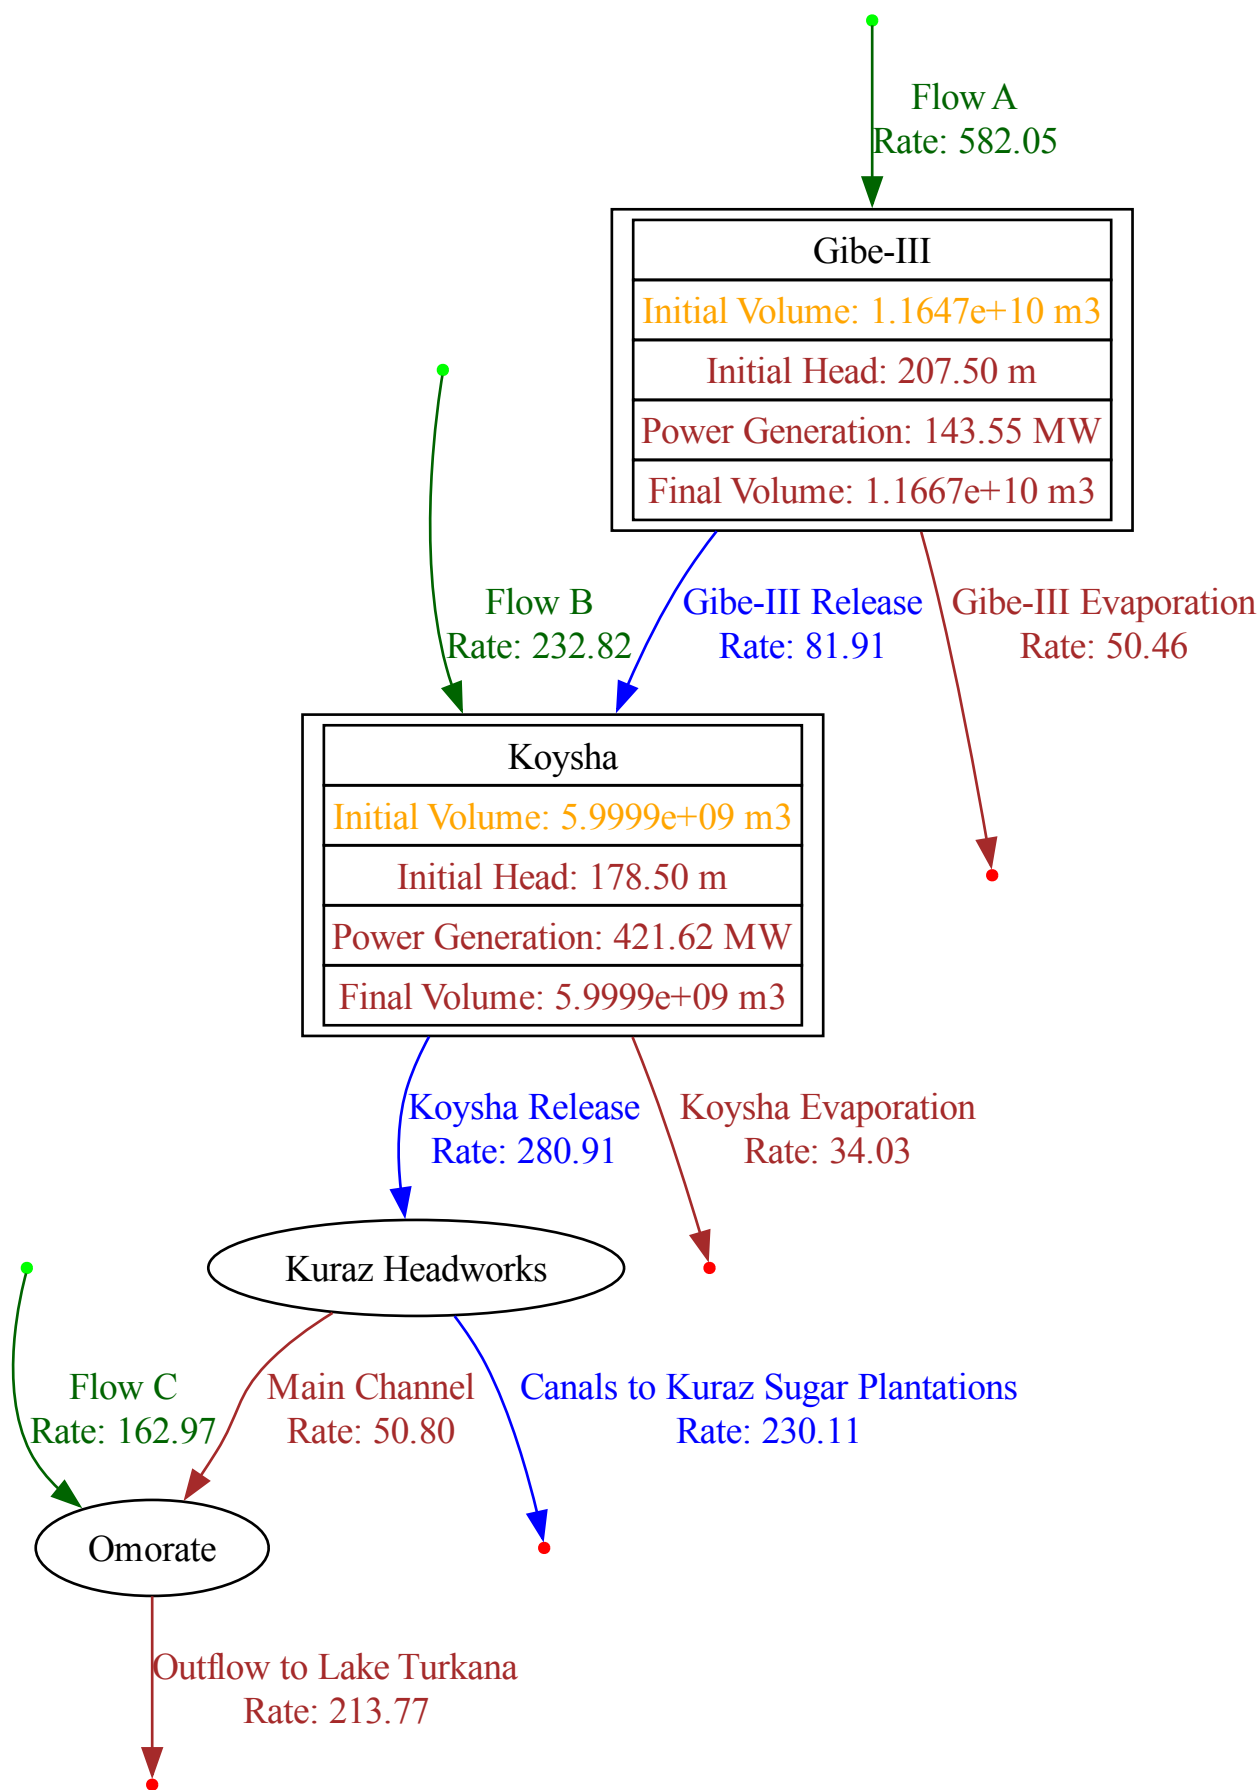 Flow A
Rate: 582.05
Gibe-III
Initial Volume: 1.1647e+10 m3
Initial Head: 207.50 m
Power Generation: 143.55 MW
Final Volume: 1.1667e+10 m3
Flow B
Rate: 232.82
Gibe-III Release
Rate: 81.91
Gibe-III Evaporation
Rate: 50.46
Koysha
Initial Volume: 5.9999e+09 m3
Initial Head: 178.50 m
Power Generation: 421.62 MW
Final Volume: 5.9999e+09 m3
Koysha Release
Rate: 280.91
Koysha Evaporation
Rate: 34.03
Kuraz Headworks
Flow C
Rate: 162.97
Main Channel
Rate: 50.80
Canals to Kuraz Sugar Plantations
Rate: 230.11
Omorate
Outflow to Lake Turkana
Rate: 213.77